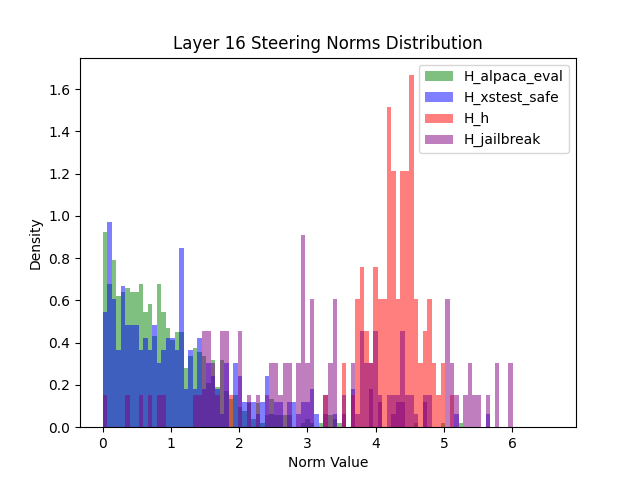 Layer 16 Steering Norms Distribution
H_alpaca_eval
H_xstest_safe
H_h
H_jailbreak
1.6
1.4
1.2
1.0
0.8
0.6
0.4
0.2
0.0
Density
0 1 2 3 4 5 6
Norm Value